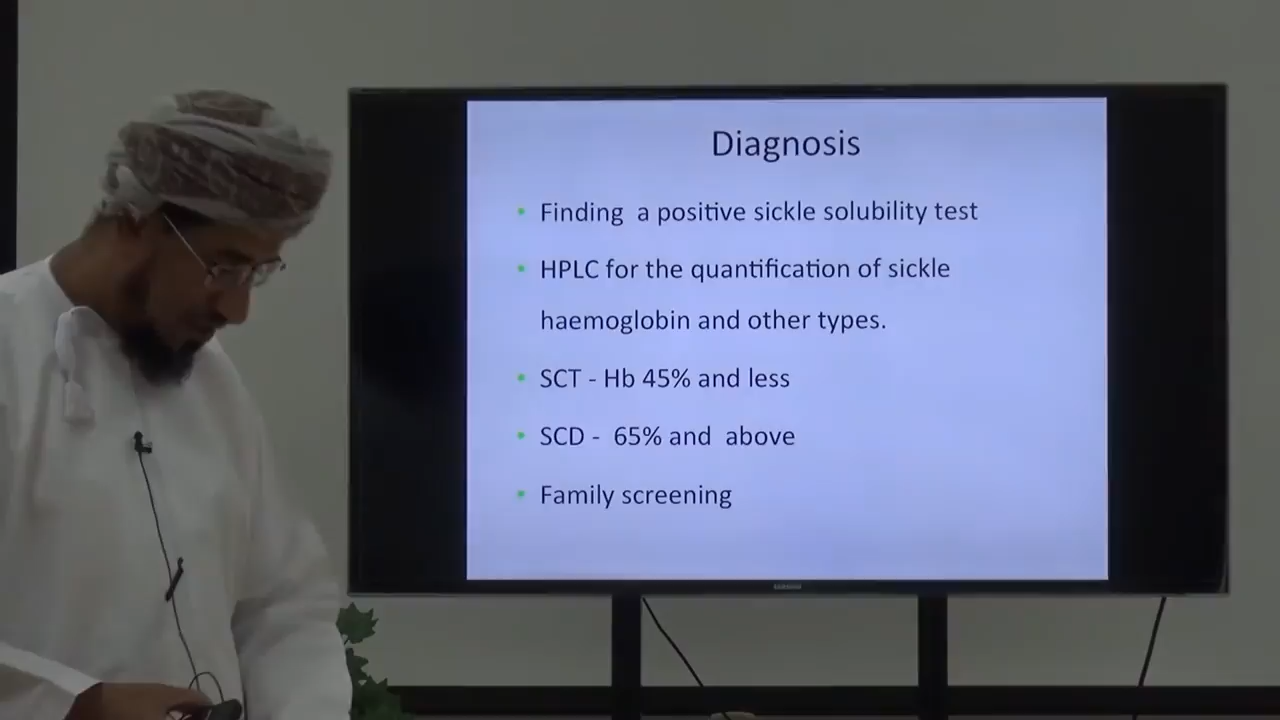 Diagnosis
Finding a positive sickle solubility test
HPLC for the quantification of sickle
haemoglobin and other types.
SCT - Hb 45% and less
SCD - 65% and above
Family screening